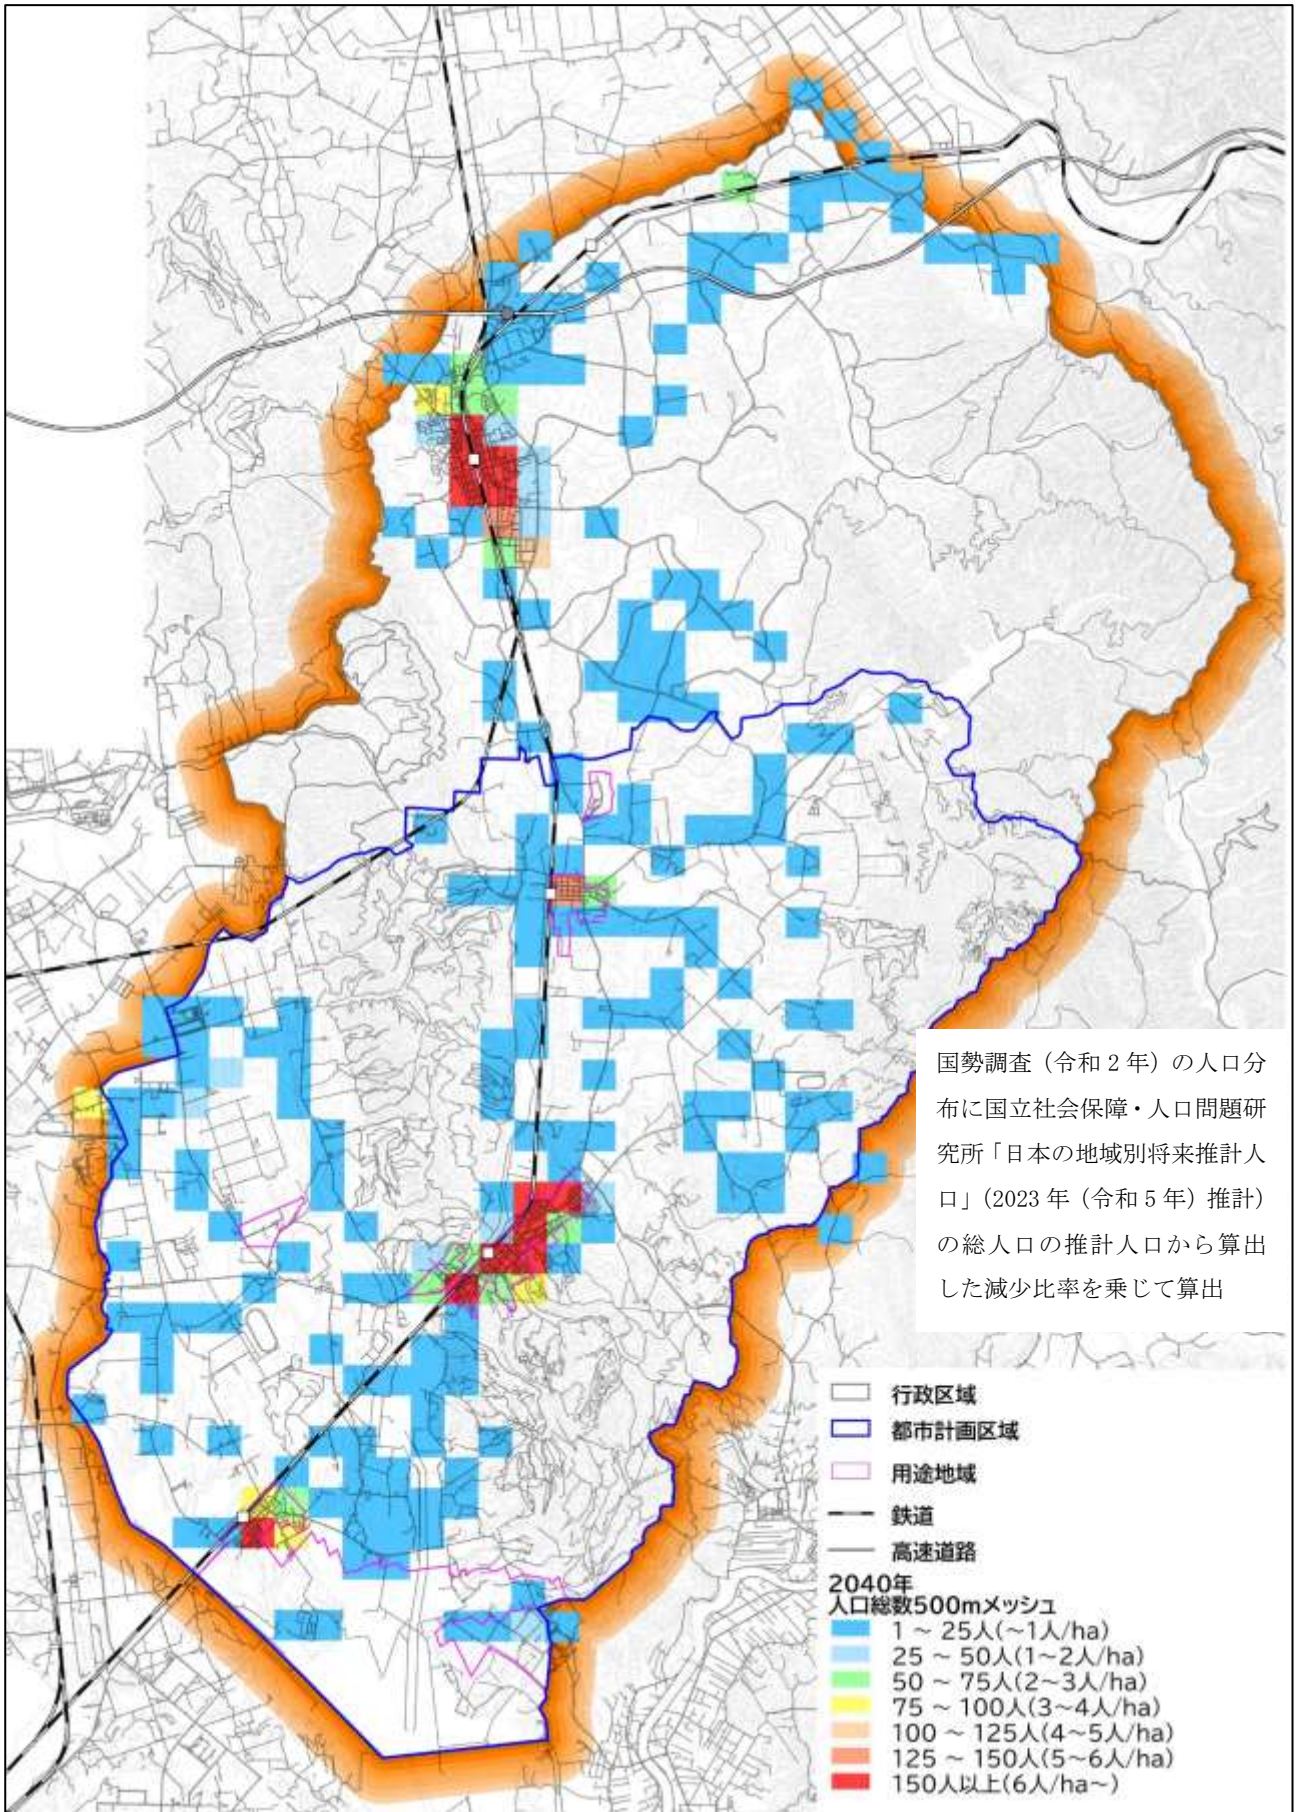 国勢調査（令和 2 年）の人口分
布に国立社会保障・人口問題研
究所「日本の地域別将来推計人
口」（2023 年（令和 5 年）推計）
の総人口の推計人口から算出
した減少比率を乗じて算出
行政区域
都市計画区域
用途地域
鉄道
高速道路
2040年
人口総数500mメッシュ
1 ～ 25人(～1人/ha)
25 ～ 50人(1～2人/ha)
50 ～ 75人(2～3人/ha)
75 ～ 100人(3～4人/ha)
100 ～ 125人(4～5人/ha)
125 ～ 150人(5～6人/ha)
150人以上(6人/ha～)